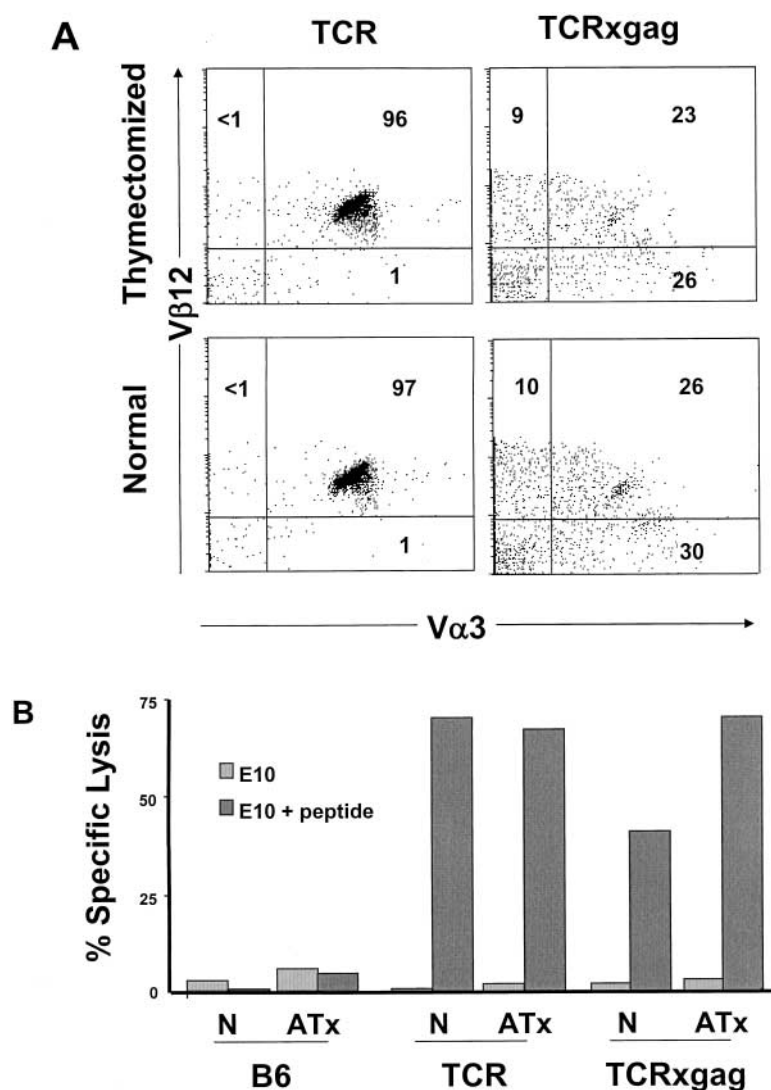 A
TCR
TCRxgag
Thymectomized
Normal
Vβ12
<1
96
1
9
23
26
<1
97
1
10
26
30
Vα3
B
% Specific Lysis
75
50
25
0
E10
E10 + peptide
N
ATx
N
ATx
N
ATx
B6
TCR
TCRxgag